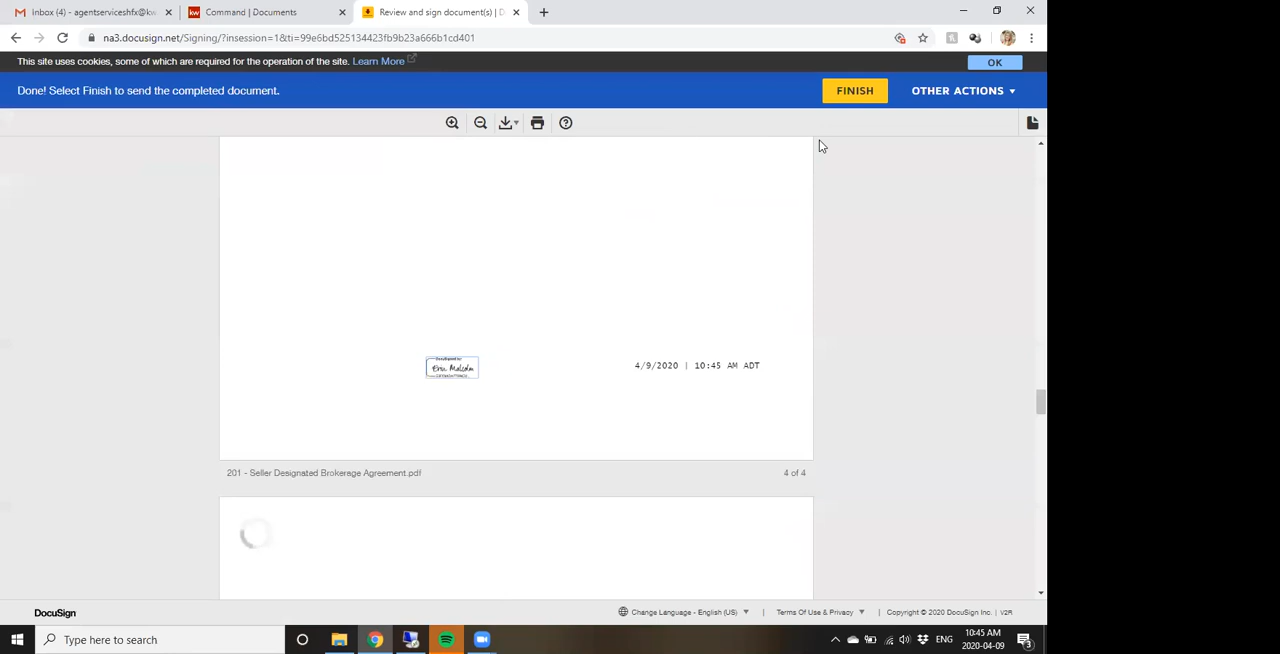 inbox (4) - agentserviceshfx@kw
Command | Documents
Review and sign document(s) | D
na3.docusign.net/Signing/?insession=1&ti=99e6bd525134423fb9b23a666b1cd401
This site uses cookies, some of which are required for the operation of the site. Learn More
OK
Done! Select Finish to send the completed document.
FINISH
OTHER ACTIONS
DocuSigned by:
4/9/2020 | 10:45 AM ADT
201 - Seller Designated Brokerage Agreement.pdf
4 of 4
DocuSign
Change Language - English (US) | Terms Of Use & Privacy | Copyright © 2020 DocuSign Inc. | V2R
Type here to search
ENG
10:45 AM
2020-04-09
3